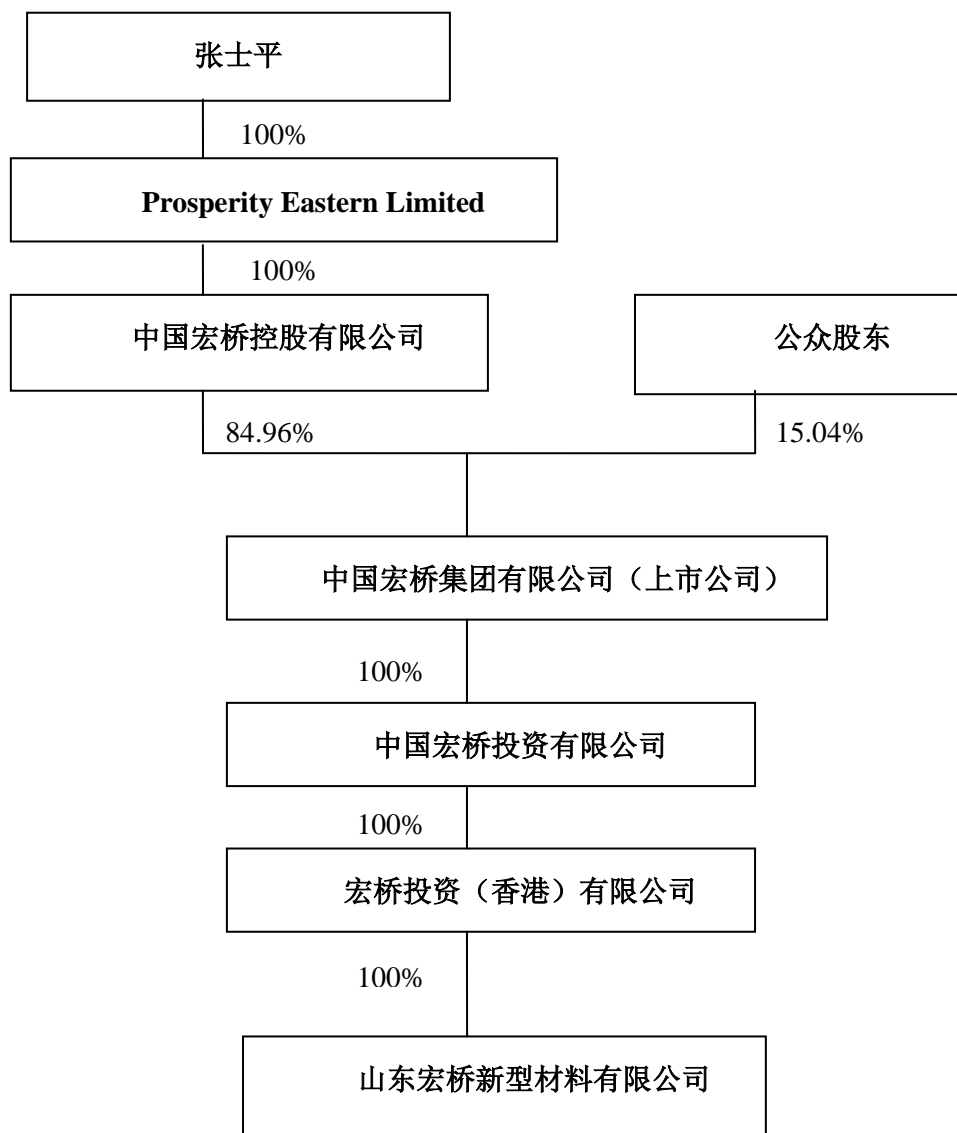 张士平
100%
Prosperity Eastern Limited
100%
中国宏桥控股有限公司
公众股东
84.96%
15.04%
中国宏桥集团有限公司（上市公司）
100%
中国宏桥投资有限公司
100%
宏桥投资（香港）有限公司
100%
山东宏桥新型材料有限公司